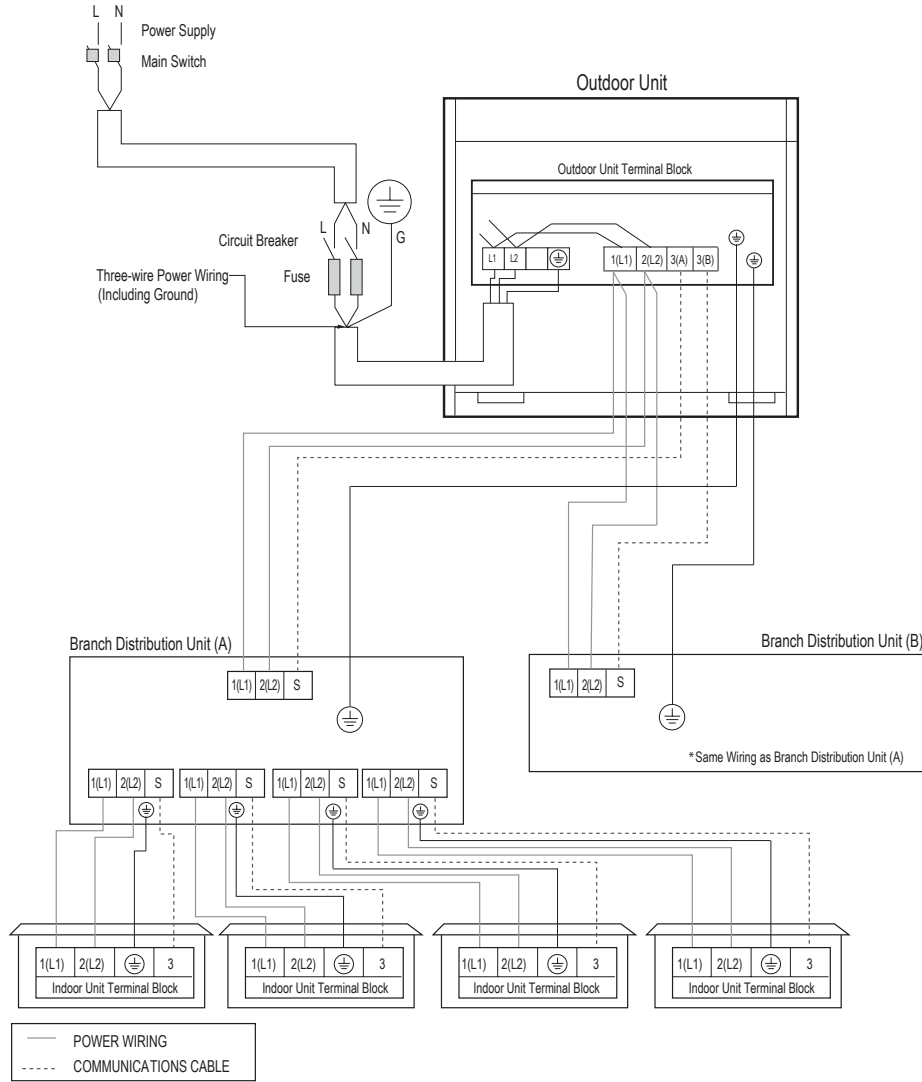 L N
Power Supply
Main Switch
Outdoor Unit
Outdoor Unit Terminal Block
L N
G
Circuit Breaker
Fuse
Three-wire Power Wiring
(Including Ground)
L1 L2
1(L1) 2(L2) 3(A) 3(B)
Branch Distribution Unit (A)
1(L1) 2(L2) S
Branch Distribution Unit (B)
1(L1) 2(L2) S
*Same Wiring as Branch Distribution Unit (A)
1(L1) 2(L2) S
1(L1) 2(L2) S
1(L1) 2(L2) S
1(L1) 2(L2) S
1(L1) 2(L2) 3
Indoor Unit Terminal Block
1(L1) 2(L2) 3
Indoor Unit Terminal Block
1(L1) 2(L2) 3
Indoor Unit Terminal Block
1(L1) 2(L2) 3
Indoor Unit Terminal Block
POWER WIRING
COMMUNICATIONS CABLE